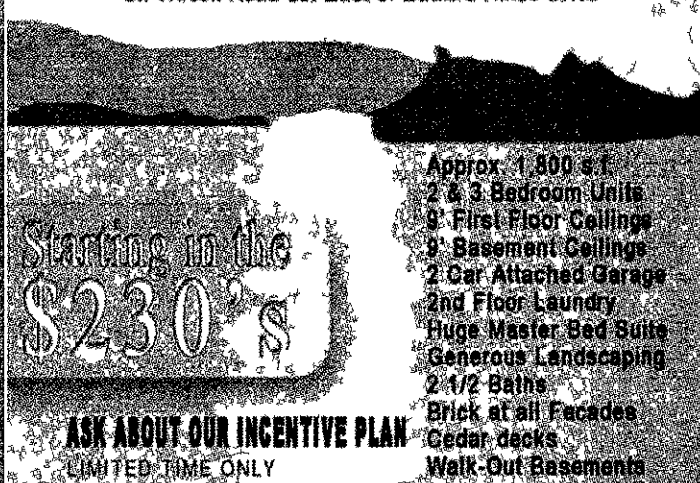 Approx. 1,800 s.f.
2 & 3 Bedroom Units
9' First Floor Ceilings
9' Basement Ceilings
2 Car Attached Garage
2nd Floor Laundry
Huge Master Bed Suite
Generous Landscaping
2 1/2 Baths
Brick at all Facades
Cedar decks
Walk-Out Basements
Starting in the
$230's
ASK ABOUT OUR INCENTIVE PLAN
LIMITED TIME ONLY